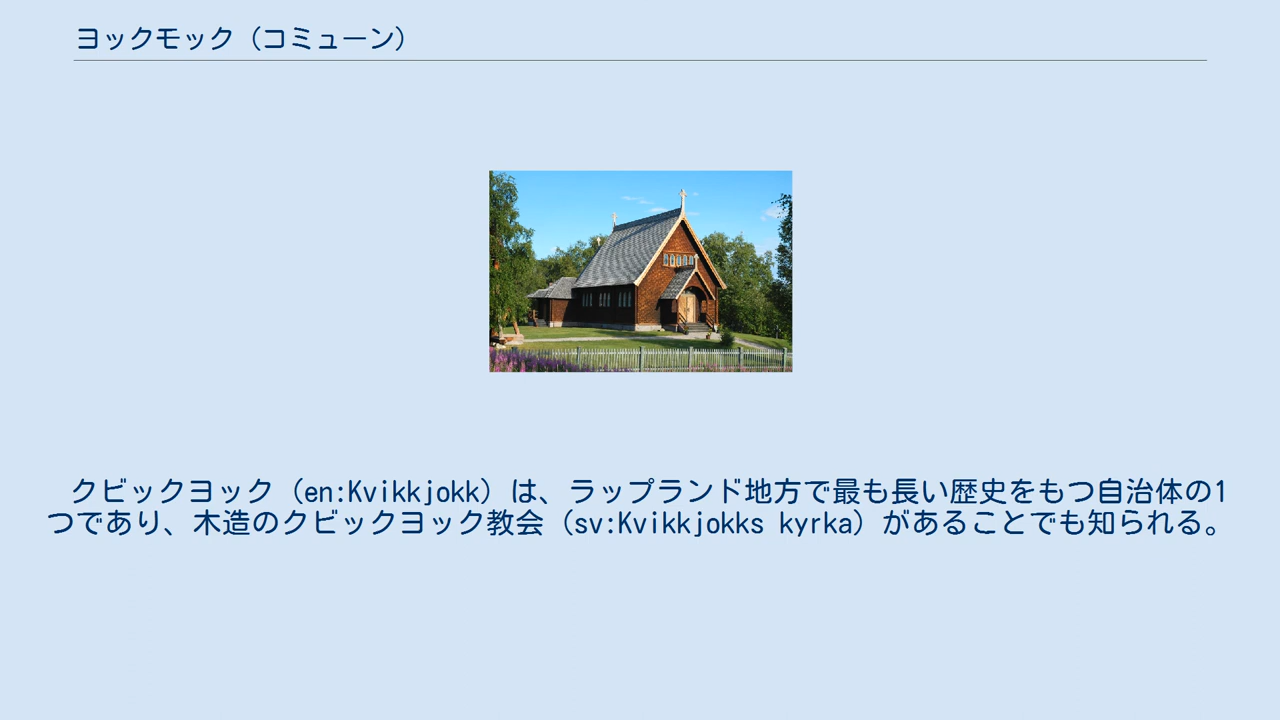 ヨックモック（コミューン）
クビックヨック（en:Kvikkjokk）は、ラップランド地方で最も長い歴史をもつ自治体の1
つであり、木造のクビックヨック教会（sv:Kvikkjokks kyrka）があることでも知られる。